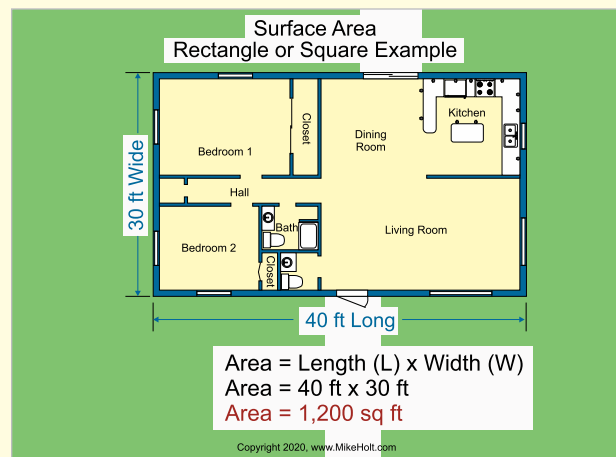 Surface Area
Rectangle or Square Example
Closet
Kitchen
Dining
Room
Bedroom 1
30 ft Wide
Hall
Bath
Living Room
Bedroom 2
Closet
40 ft Long
Area = Length (L) x Width (W)
Area = 40 ft x 30 ft
Area = 1,200 sq ft
Copyright 2020, www.MikeHolt.com